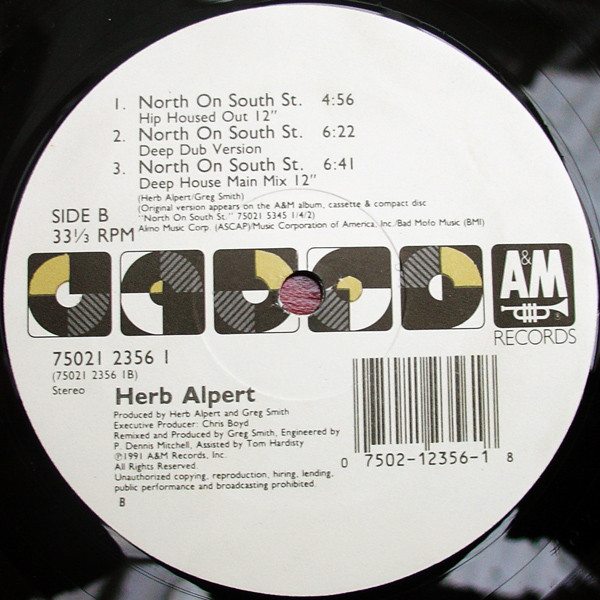 1. North On South St. 4:56
Hip Housed Out 12"
2. North On South St. 6:22
Deep Dub Version
3. North On South St. 6:41
Deep House Main Mix 12"
(Herb Alpert/Greg Smith)
(Original version appears on the A&M album, cassette & compact disc
"North On South St." 75021 5345 1/4/2)
Almo Music Corp. (ASCAP)/Music Corporation of America, Inc./Bad Mofo Music (BMI)
SIDE B
33⅓ RPM
A&M
®
RECORDS
75021 2356 1
(75021 2356 1B)
Stereo
Herb Alpert
Produced by Herb Alpert and Greg Smith
Executive Producer: Chris Boyd
Remixed and Produced by Greg Smith, Engineered by
P. Dennis Mitchell, Assisted by Tom Hardisty
℗1991 A&M Records, Inc.
All Rights Reserved.
Unauthorized copying, reproduction, hiring, lending,
public performance and broadcasting prohibited.
B
0 7502-12356-1 8